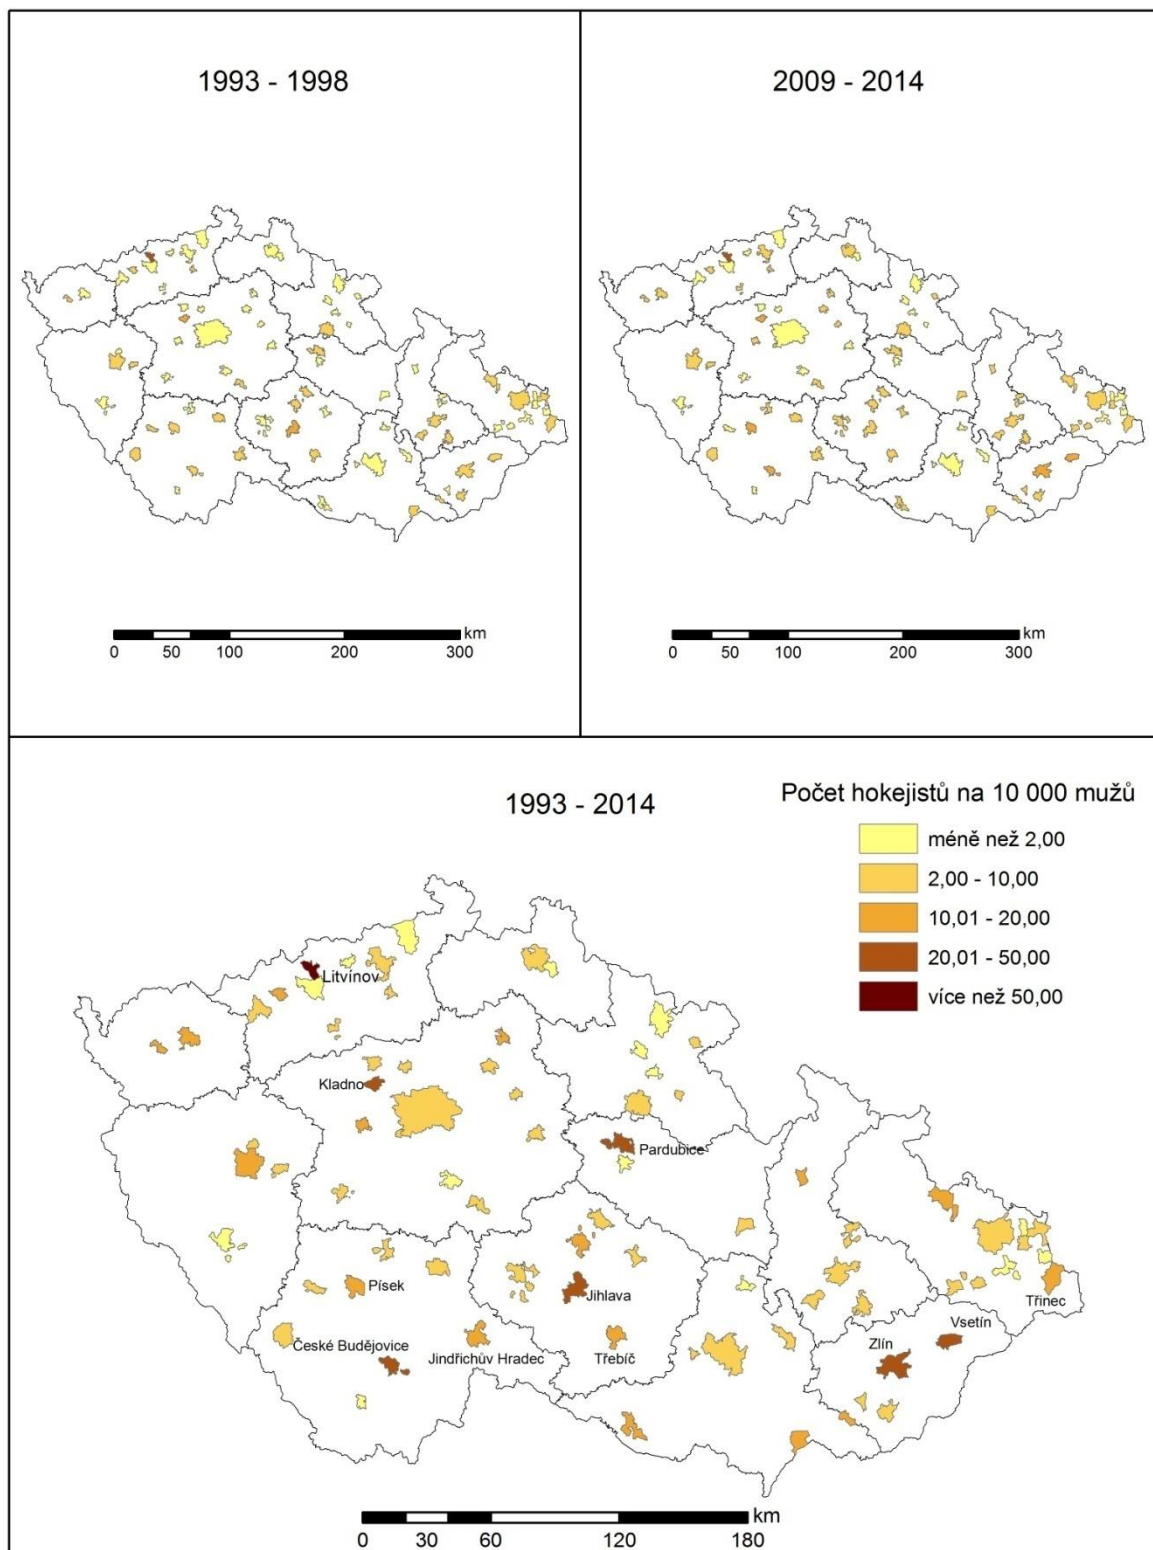 1993 - 1998
2009 - 2014
km
0 50 100 200 300
km
0 50 100 200 300
1993 - 2014
Počet hokejistů na 10 000 mužů
méně než 2,00
2,00 - 10,00
10,01 - 20,00
20,01 - 50,00
více než 50,00
Litvínov
Kladno
Pardubice
Písek
Jihlava
Třinec
Vsetín
Zlín
České Budějovice
Jindřichův Hradec
Třebíč
km
0 30 60 120 180